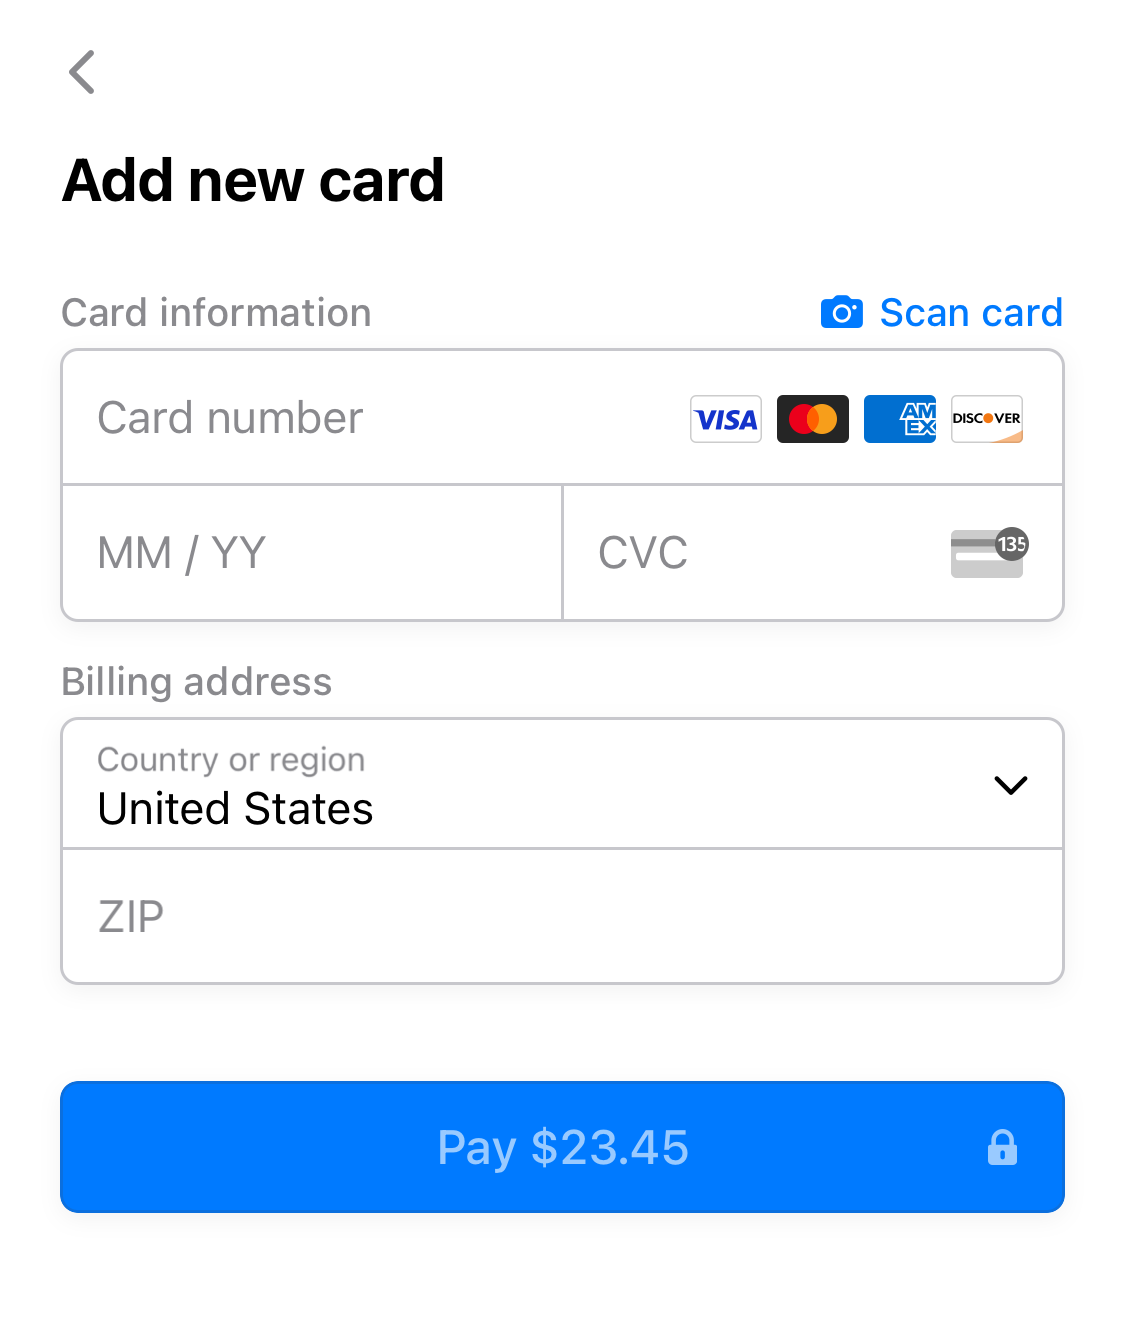 Add new card
Card information Scan card
Card number VISA AM EX DISCOVER
MM / YY CVC 135
Billing address
Country or region
United States
ZIP
Pay $23.45